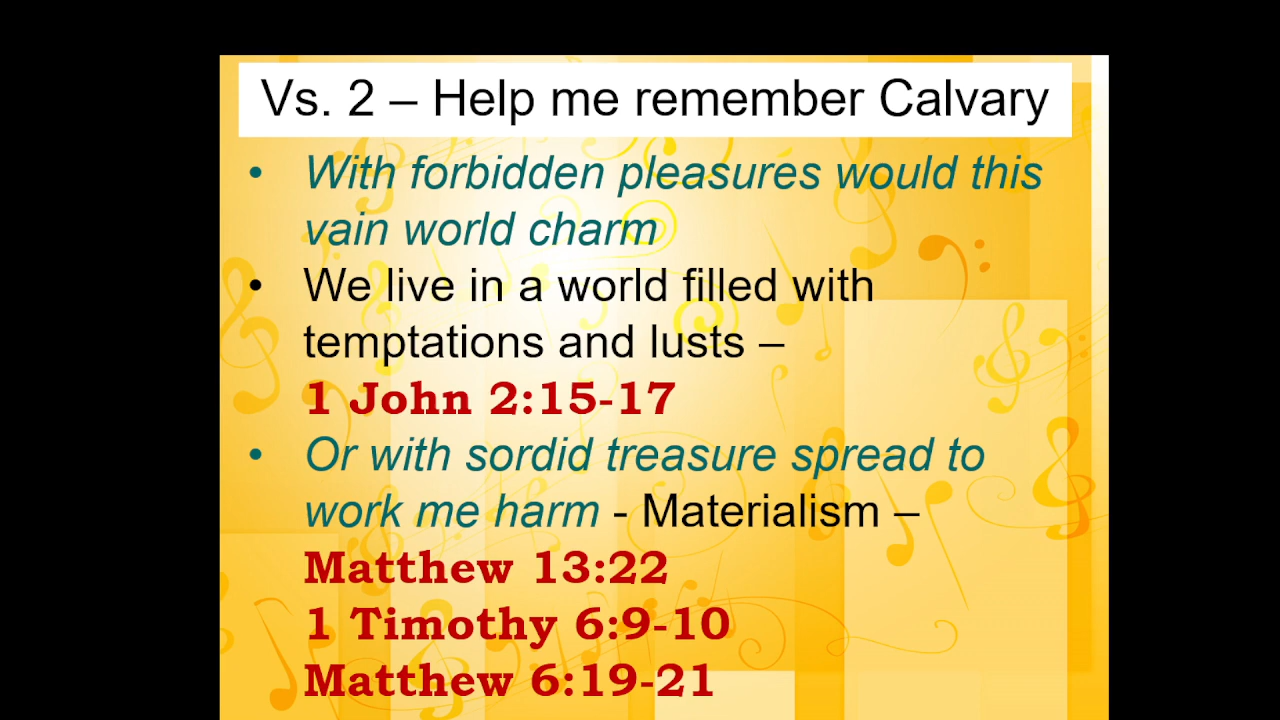 Vs. 2 – Help me remember Calvary
• With forbidden pleasures would this
vain world charm
• We live in a world filled with
temptations and lusts –
1 John 2:15-17
• Or with sordid treasure spread to
work me harm - Materialism –
Matthew 13:22
1 Timothy 6:9-10
Matthew 6:19-21